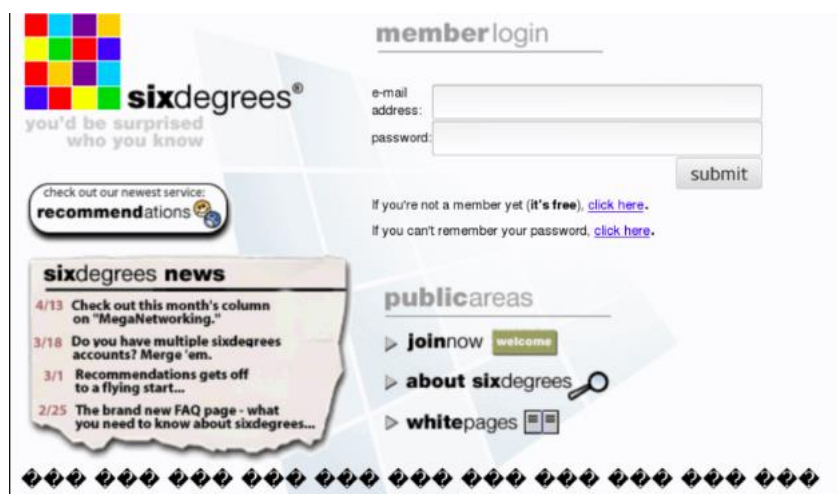 sixdegrees®
you'd be surprised
who you know
check out our newest service:
recommendations
sixdegrees news
4/13 Check out this month's column
on "MegaNetworking."
3/18 Do you have multiple sixdegrees
accounts? Merge 'em.
3/1 Recommendations gets off
to a flying start...
2/25 The brand new FAQ page - what
you need to know about sixdegrees...
memberlogin
e-mail
address:
password:
submit
If you're not a member yet (it's free), click here.
If you can't remember your password, click here.
publicareas
joinnow welcome
about sixdegrees
whitepages
��� ��� ��� ��� ��� ��� ��� ��� ��� ��� ���